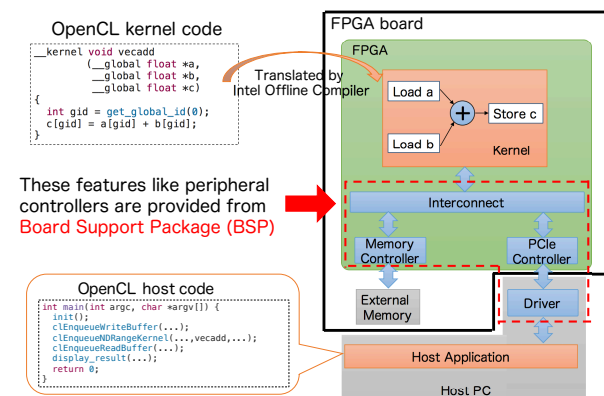 OpenCL kernel code
__kernel void vecadd
(__global float *a,
__global float *b,
__global float *c)
{
int gid = get_global_id(0);
c[gid] = a[gid] + b[gid];
}
Translated by
Intel Offline Compiler
FPGA board
FPGA
Load a
+
Store c
Load b
Kernel
These features like peripheral
controllers are provided from
Board Support Package (BSP)
Interconnect
Memory
Controller
PCIe
Controller
External
Memory
Driver
OpenCL host code
int main(int argc, char *argv[]) {
init();
clEnqueueWriteBuffer(...);
clEnqueueNDRangeKernel(...,vecadd,...);
clEnqueueReadBuffer(...);
display_result(...);
return 0;
}
Host Application
Host PC